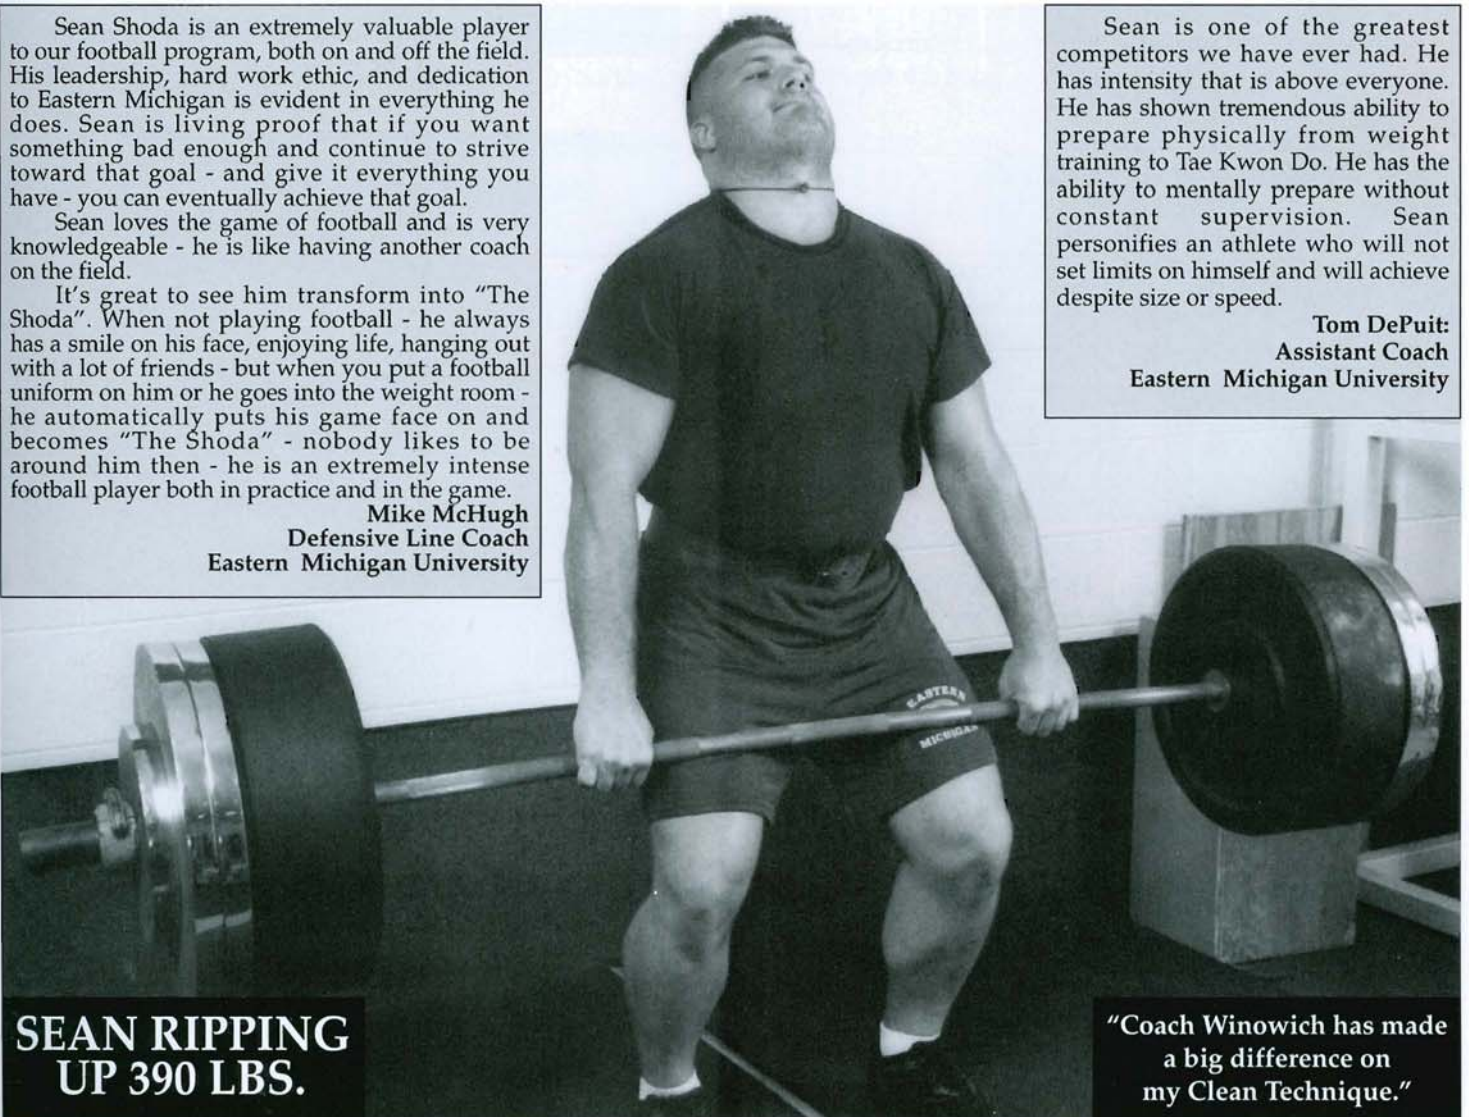 Sean Shoda is an extremely valuable player
to our football program, both on and off the field.
His leadership, hard work ethic, and dedication
to Eastern Michigan is evident in everything he
does. Sean is living proof that if you want
something bad enough and continue to strive
toward that goal - and give it everything you
have - you can eventually achieve that goal.
Sean loves the game of football and is very
knowledgeable - he is like having another coach
on the field.
It's great to see him transform into "The
Shoda". When not playing football - he always
has a smile on his face, enjoying life, hanging out
with a lot of friends - but when you put a football
uniform on him or he goes into the weight room -
he automatically puts his game face on and
becomes "The Shoda" - nobody likes to be
around him then - he is an extremely intense
football player both in practice and in the game.
Mike McHugh
Defensive Line Coach
Eastern Michigan University
Sean is one of the greatest
competitors we have ever had. He
has intensity that is above everyone.
He has shown tremendous ability to
prepare physically from weight
training to Tae Kwon Do. He has the
ability to mentally prepare without
constant supervision. Sean
personifies an athlete who will not
set limits on himself and will achieve
despite size or speed.
Tom DePuit:
Assistant Coach
Eastern Michigan University
EASTERN
MICHIGAN
SEAN RIPPING
UP 390 LBS.
"Coach Winowich has made
a big difference on
my Clean Technique."